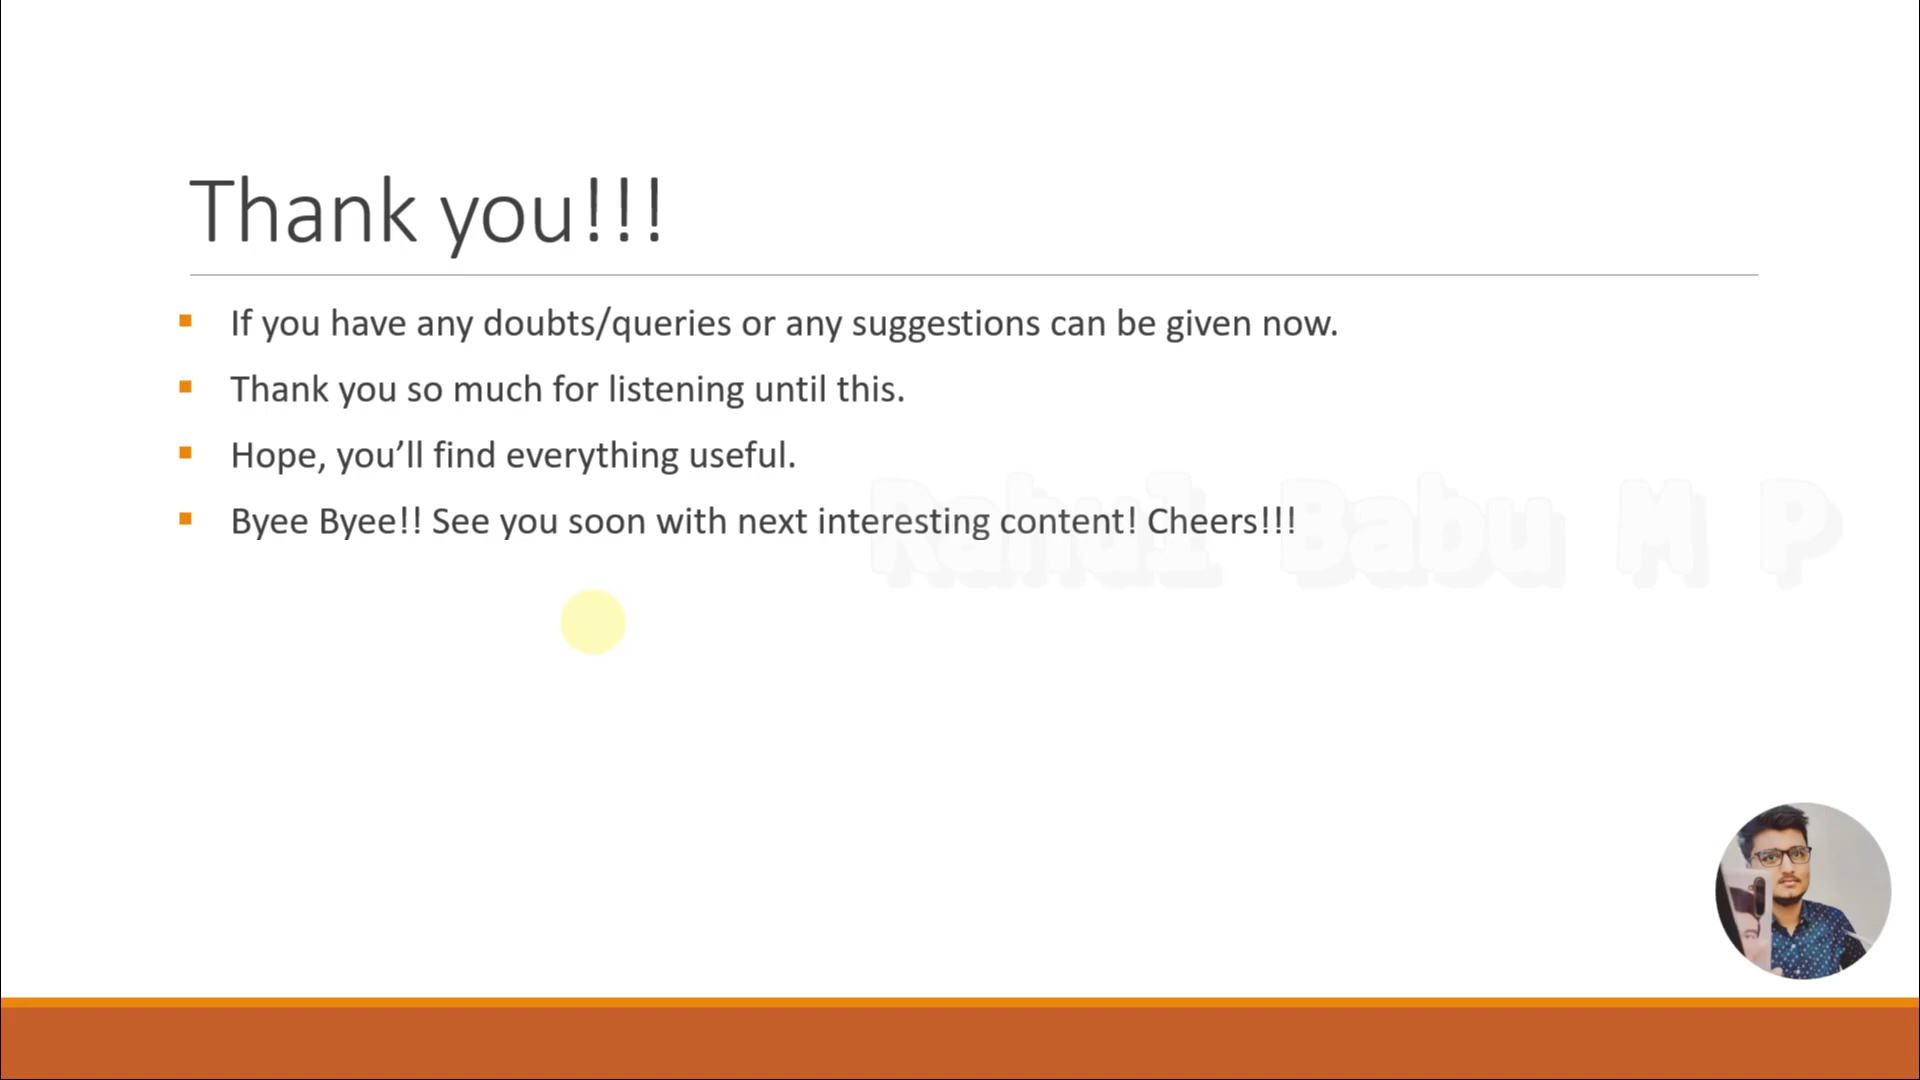 Thank you!!!
If you have any doubts/queries or any suggestions can be given now.
Thank you so much for listening until this.
Hope, you’ll find everything useful.
Byee Byee!! See you soon with next interesting content! Cheers!!!
Rahul Babu M P